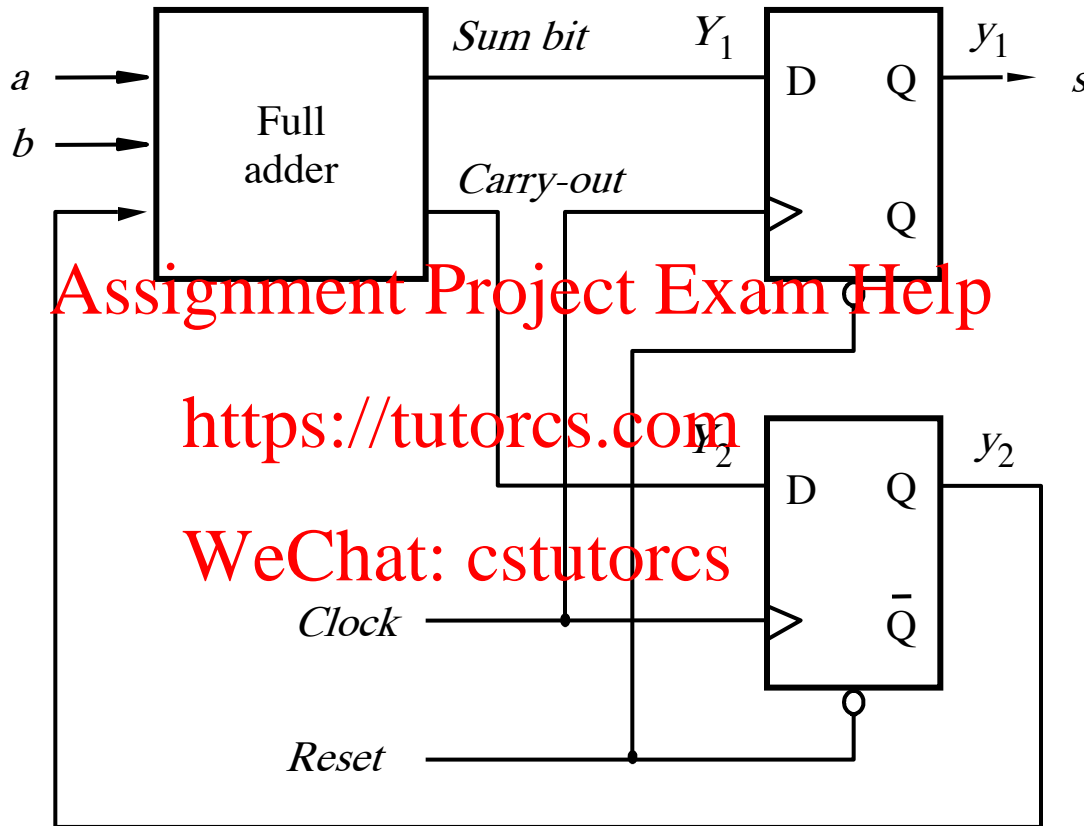 Sum bit
Y1
y1
a
D
Q
s
b
Full
adder
Carry-out
Q
Assignment Project Exam Help
https://tutorcs.com
Y2
y2
D
Q
WeChat: cstutorcs
Clock
Q̄
Reset